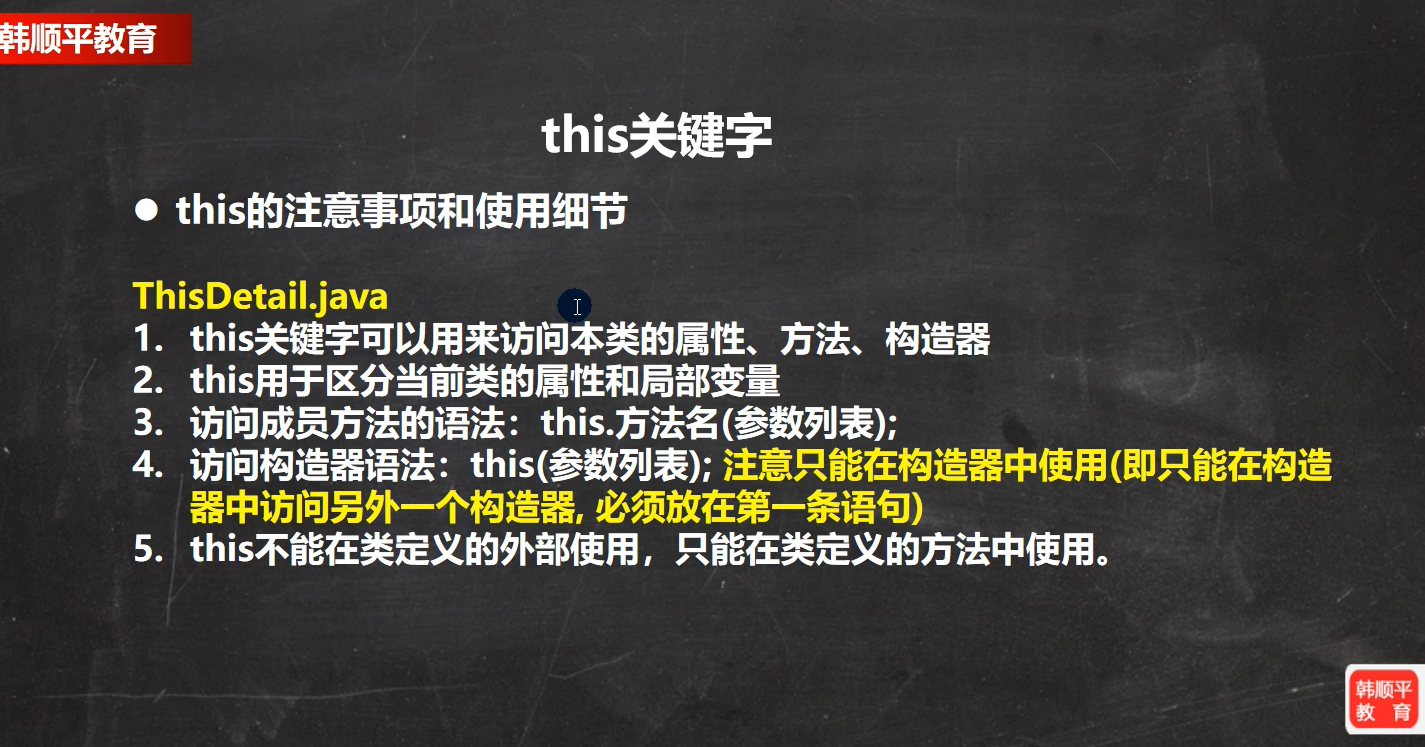 韩顺平教育
this关键字
● this的注意事项和使用细节
ThisDetail.java
1. this关键字可以用来访问本类的属性、方法、构造器
2. this用于区分当前类的属性和局部变量
3. 访问成员方法的语法：this.方法名(参数列表);
4. 访问构造器语法：this(参数列表); 注意只能在构造器中使用(即只能在构造
器中访问另外一个构造器, 必须放在第一条语句)
5. this不能在类定义的外部使用，只能在类定义的方法中使用。
韩顺平
教 育